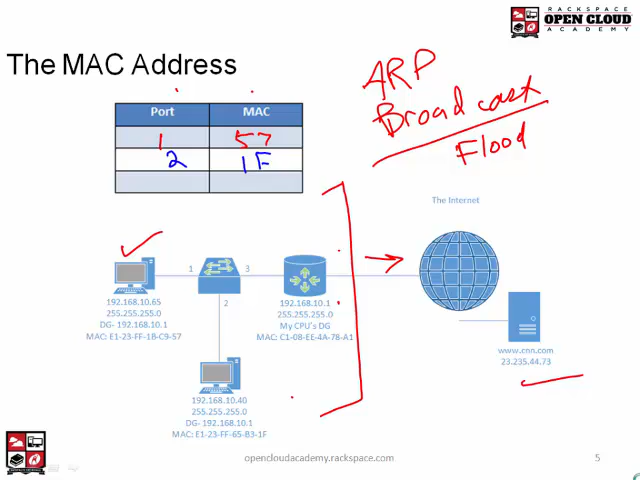 RACKSPACE
OPEN CLOUD
ACADEMY
The MAC Address
ARP
Broadcast
Flood
Port MAC
1 57
2 1F
The Internet
1 3
2
192.168.10.65
255.255.255.0
DG- 192.168.10.1
MAC: E1-23-FF-1B-C9-57
192.168.10.1
255.255.255.0
My CPU's DG
MAC: C1-08-EE-4A-78-A1
www.cnn.com
23.235.44.73
192.168.10.40
255.255.255.0
DG- 192.168.10.1
MAC: E1-23-FF-65-B3-1F
opencloudacademy.rackspace.com
5